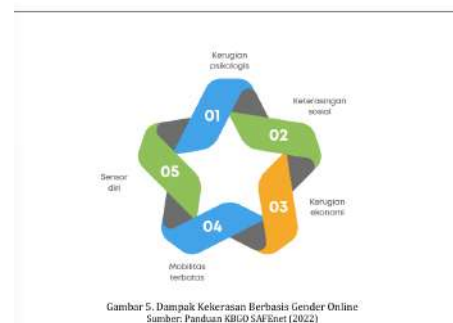 Kerugian
psikologis
01
Keterasingan
sosial
02
Kerugian
ekonomi
03
Mobilitas
terbatas
04
Sensor
diri
05
Gambar 5. Dampak Kekerasan Berbasis Gender Online
Sumber: Panduan KBGO SAFEnet (2022)